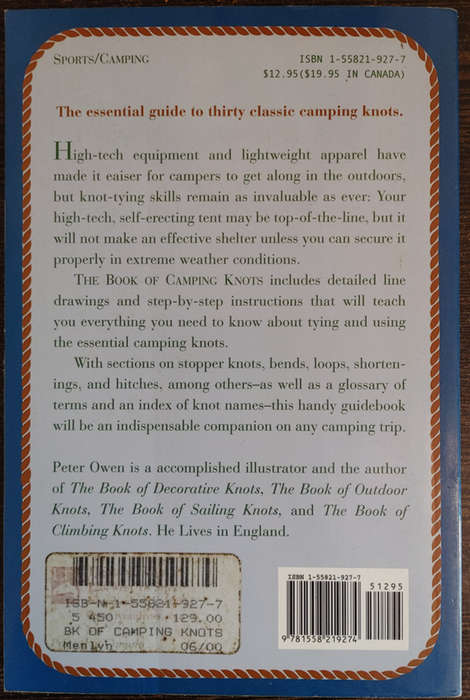 SPORTS/CAMPING
ISBN 1-55821-927-7
$12.95($19.95 IN CANADA)
The essential guide to thirty classic camping knots.
High-tech equipment and lightweight apparel have
made it eaiser for campers to get along in the outdoors,
but knot-tying skills remain as invaluable as ever: Your
high-tech, self-erecting tent may be top-of-the-line, but it
will not make an effective shelter unless you can secure it
properly in extreme weather conditions.
THE BOOK OF CAMPING KNOTS includes detailed line
drawings and step-by-step instructions that will teach
you everything you need to know about tying and using
the essential camping knots.
With sections on stopper knots, bends, loops, shorten-
ings, and hitches, among others–as well as a glossary of
terms and an index of knot names–this handy guidebook
will be an indispensable companion on any camping trip.
Peter Owen is a accomplished illustrator and the author
of The Book of Decorative Knots, The Book of Outdoor
Knots, The Book of Sailing Knots, and The Book of
Climbing Knots. He Lives in England.
ISB-N 1-55821-927-7
5 450 129.00
BK OF CAMPING KNOTS
Menlyn 06/00
ISBN 1-55821-927-7
51295
9 781558 219274